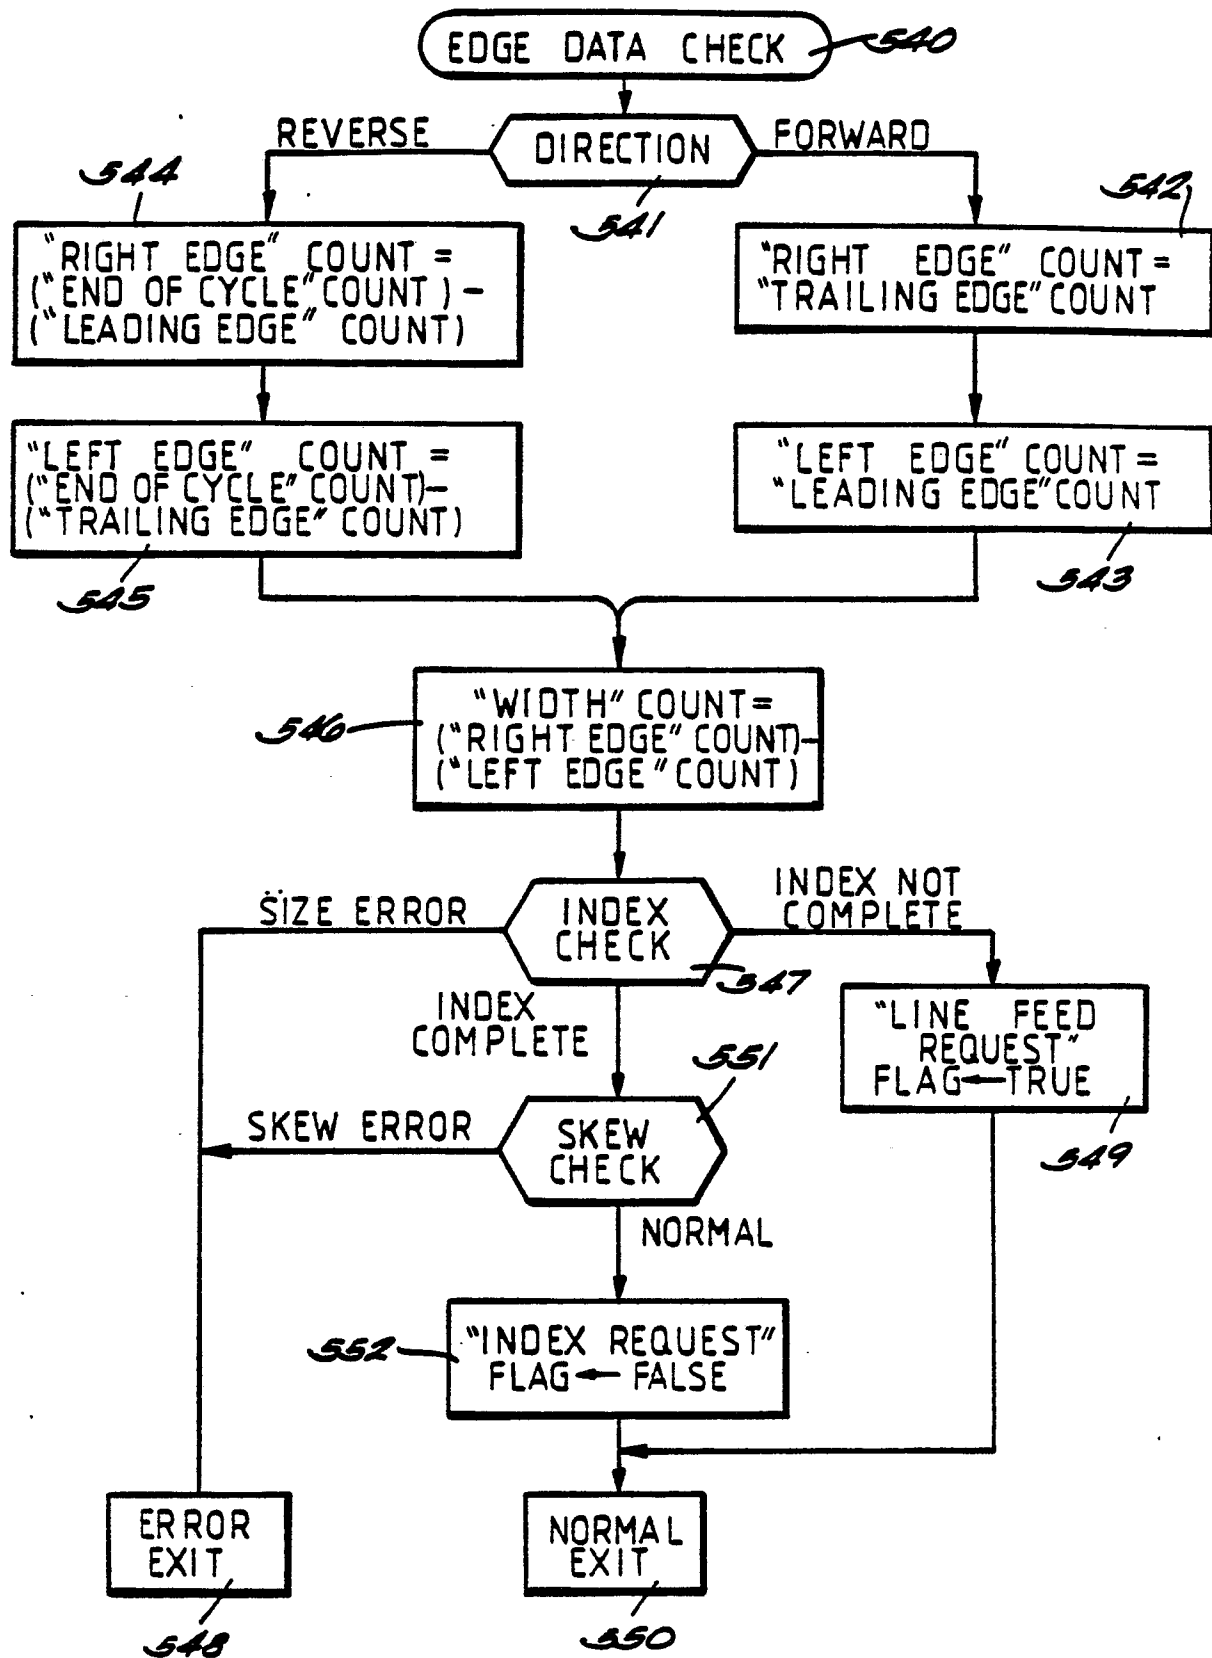 EDGE DATA CHECK
540
REVERSE
DIRECTION
FORWARD
541
544
"RIGHT EDGE" COUNT =
("END OF CYCLE" COUNT) -
("LEADING EDGE" COUNT)
542
"RIGHT EDGE" COUNT =
"TRAILING EDGE" COUNT
"LEFT EDGE" COUNT =
("END OF CYCLE" COUNT) -
("TRAILING EDGE" COUNT)
545
"LEFT EDGE" COUNT =
"LEADING EDGE" COUNT
543
546
"WIDTH" COUNT =
("RIGHT EDGE" COUNT) -
("LEFT EDGE" COUNT)
SIZE ERROR
INDEX
CHECK
547
INDEX NOT
COMPLETE
INDEX
COMPLETE
"LINE FEED
REQUEST"
FLAG ← TRUE
549
551
SKEW ERROR
SKEW
CHECK
NORMAL
552
"INDEX REQUEST"
FLAG ← FALSE
ERROR
EXIT
548
NORMAL
EXIT
550